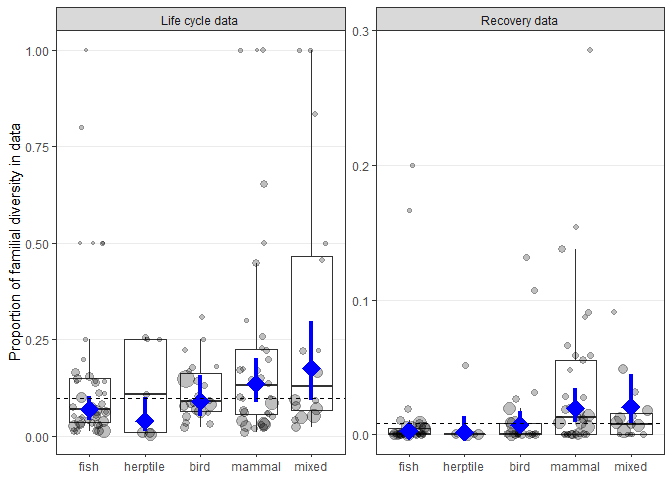 Life cycle data
Recovery data
Proportion of familial diversity in data
1.00
0.75
0.50
0.25
0.00
0.3
0.2
0.1
0.0
fish herptile bird mammal mixed
fish herptile bird mammal mixed